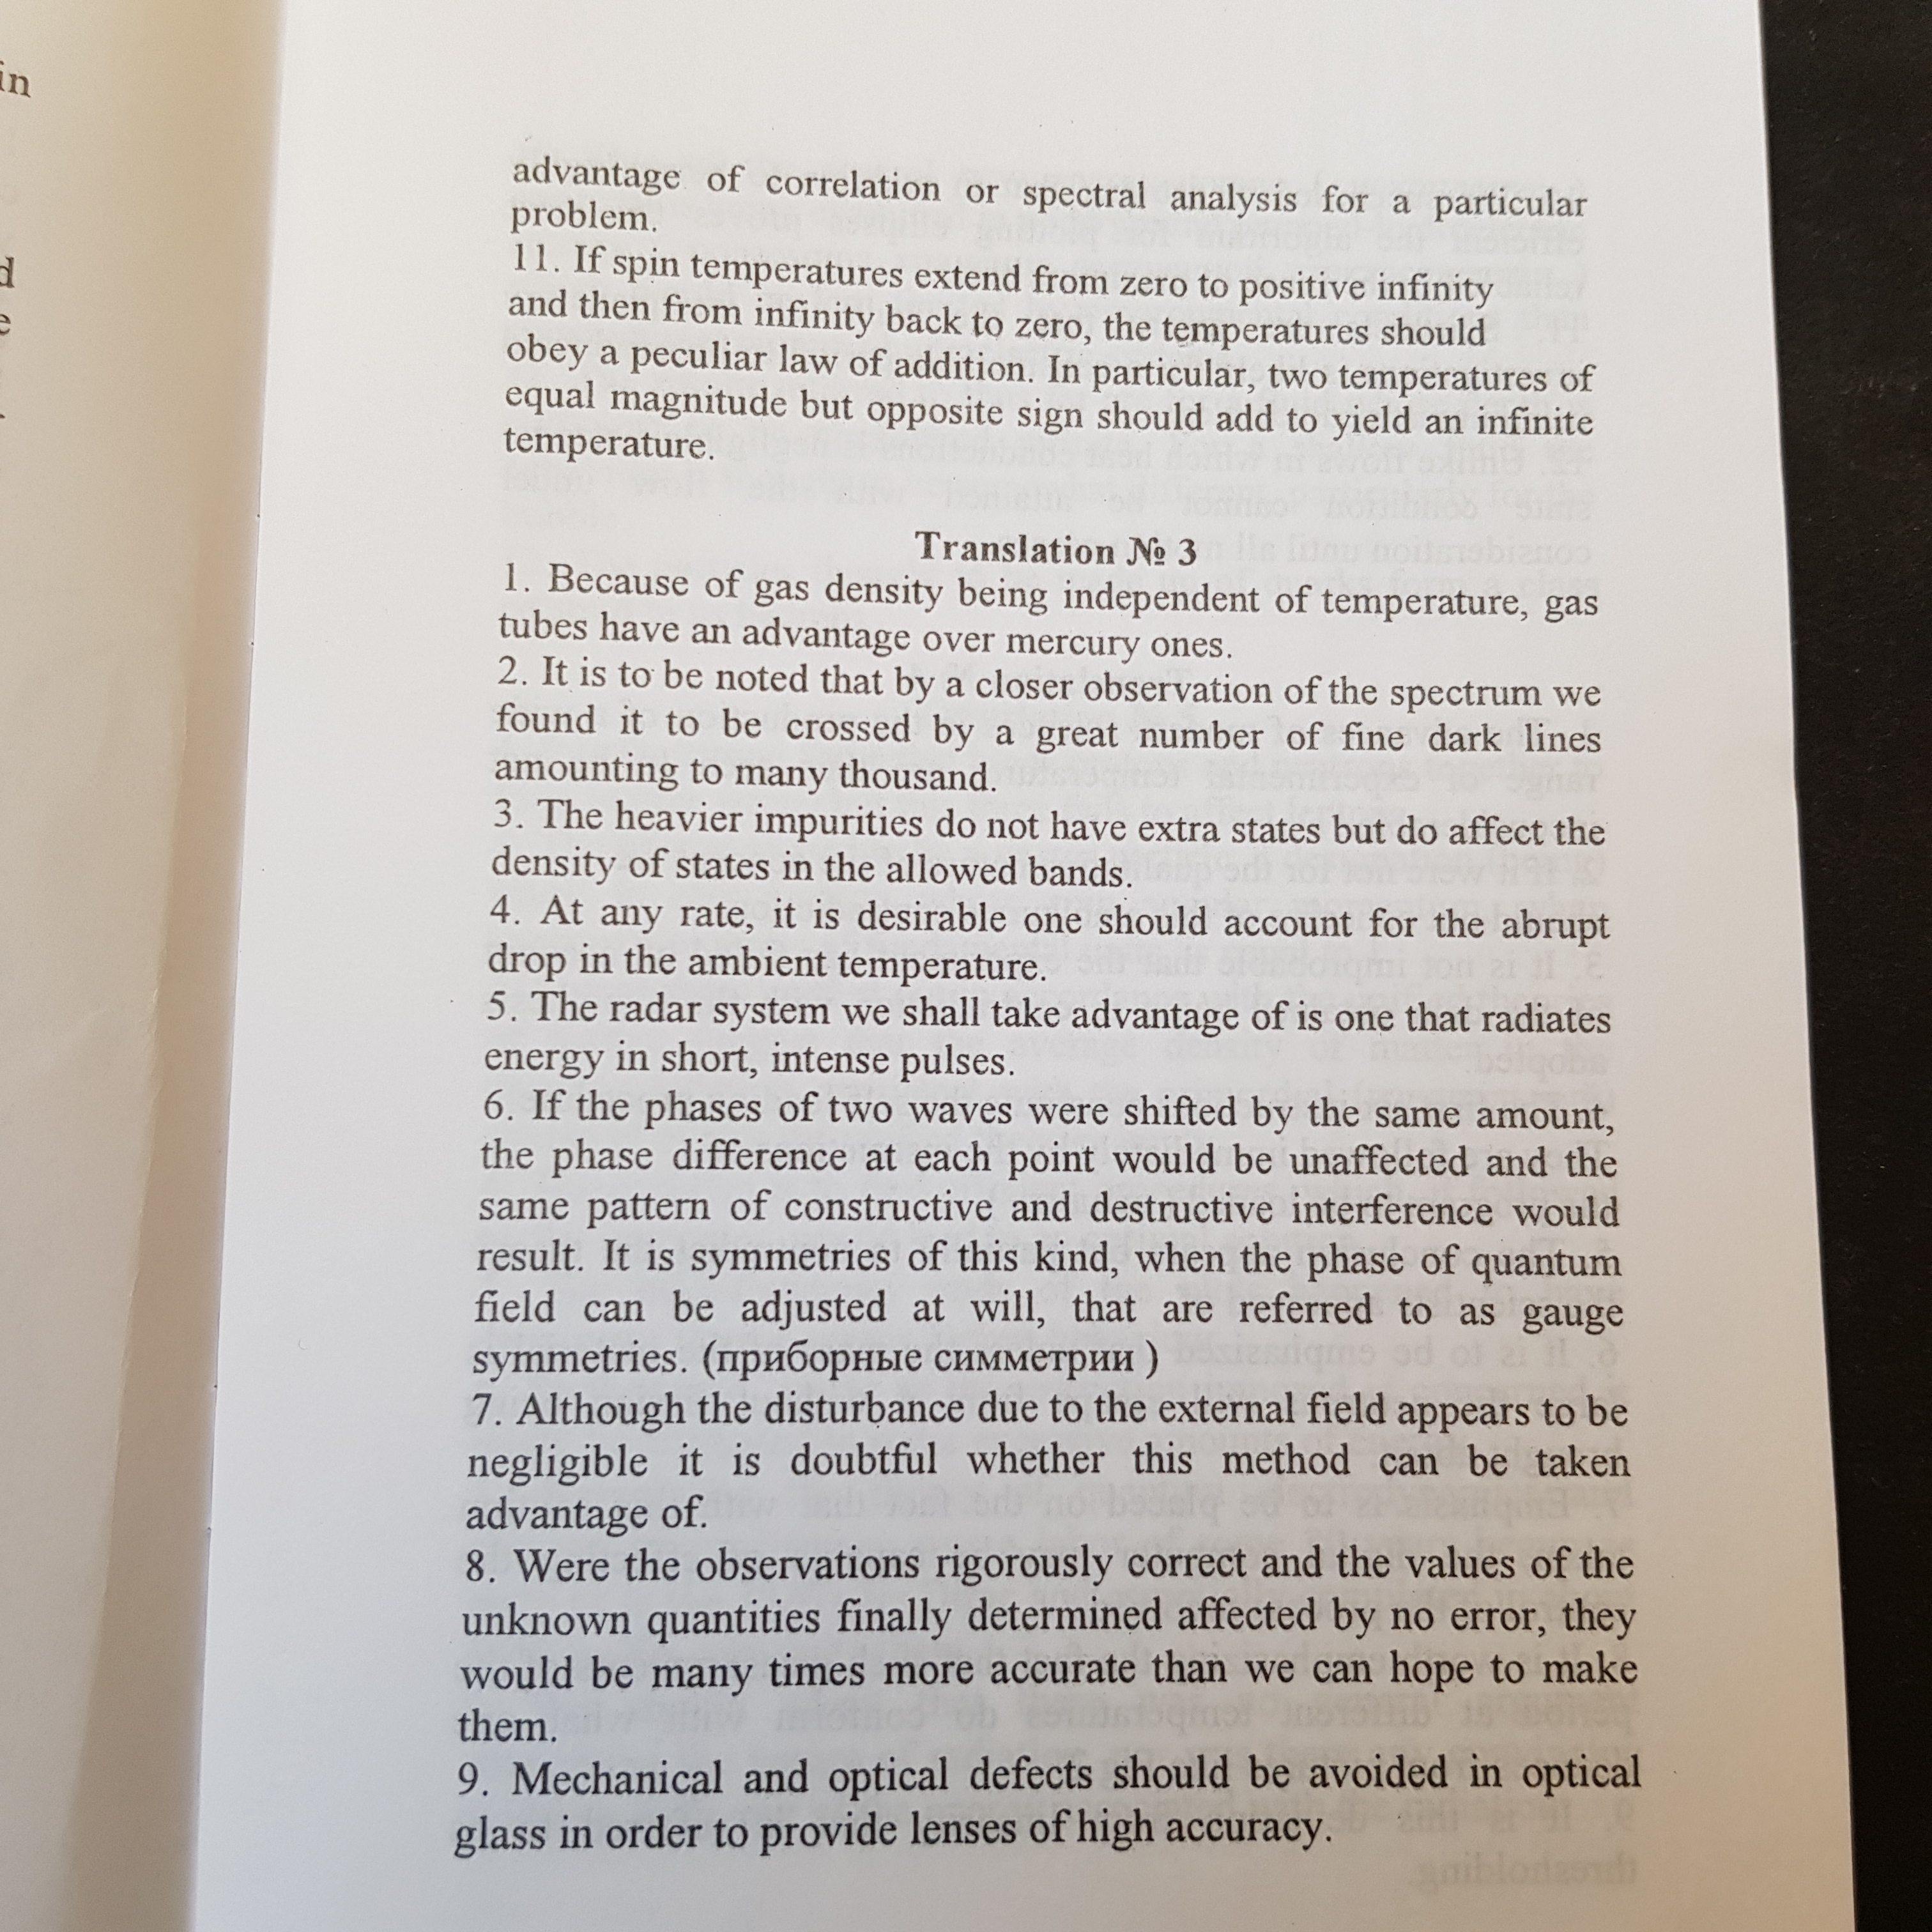 in
d
e
advantage of correlation or spectral analysis for a particular
problem.
11. If spin temperatures extend from zero to positive infinity
and then from infinity back to zero, the temperatures should
obey a peculiar law of addition. In particular, two temperatures of
equal magnitude but opposite sign should add to yield an infinite
temperature.
Translation № 3
1. Because of gas density being independent of temperature, gas
tubes have an advantage over mercury ones.
2. It is to be noted that by a closer observation of the spectrum we
found it to be crossed by a great number of fine dark lines
amounting to many thousand.
3. The heavier impurities do not have extra states but do affect the
density of states in the allowed bands.
4. At any rate, it is desirable one should account for the abrupt
drop in the ambient temperature.
5. The radar system we shall take advantage of is one that radiates
energy in short, intense pulses.
6. If the phases of two waves were shifted by the same amount,
the phase difference at each point would be unaffected and the
same pattern of constructive and destructive interference would
result. It is symmetries of this kind, when the phase of quantum
field can be adjusted at will, that are referred to as gauge
symmetries. (приборные симметрии )
7. Although the disturbance due to the external field appears to be
negligible it is doubtful whether this method can be taken
advantage of.
8. Were the observations rigorously correct and the values of the
unknown quantities finally determined affected by no error, they
would be many times more accurate than we can hope to make
them.
9. Mechanical and optical defects should be avoided in optical
glass in order to provide lenses of high accuracy.